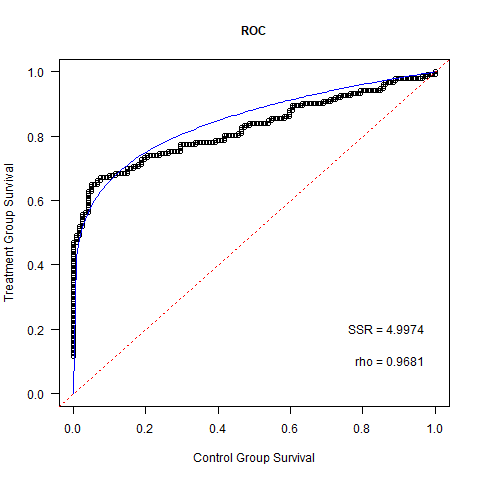 ROC
Treatment Group Survival
1.0
0.8
0.6
0.4
0.2
0.0
SSR = 4.9974
rho = 0.9681
0.0 0.2 0.4 0.6 0.8 1.0
Control Group Survival